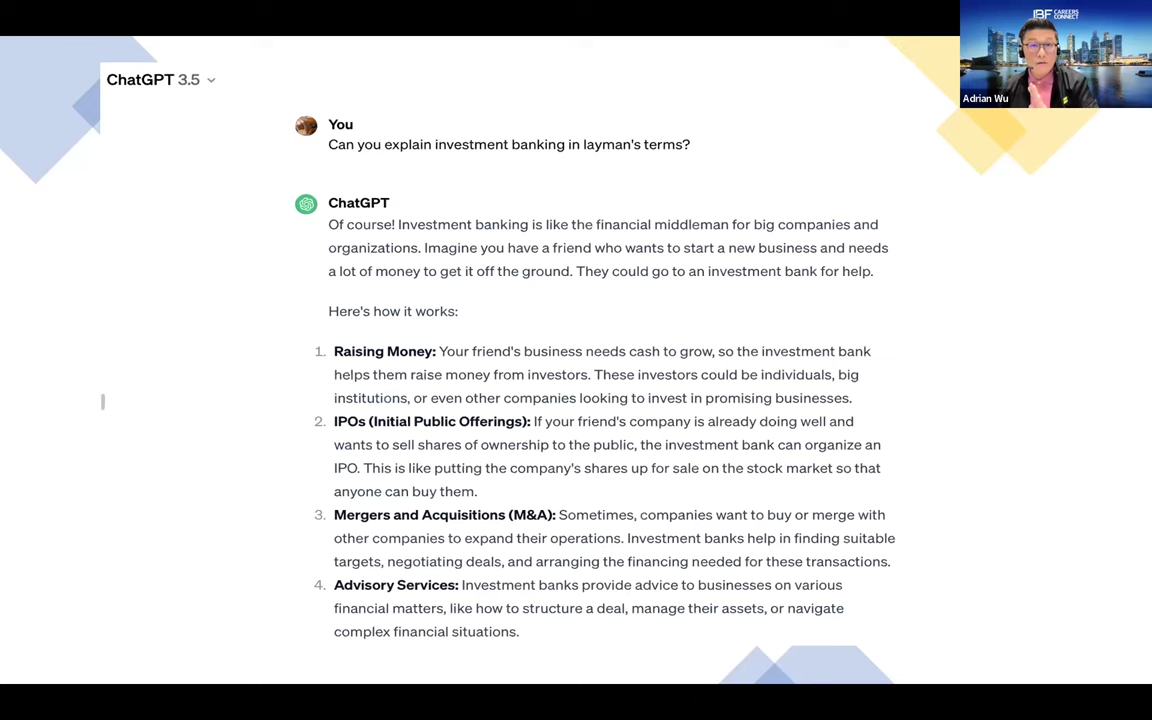 IBF CAREERS
CONNECT
Adrian Wu
ChatGPT 3.5
You
Can you explain investment banking in layman's terms?
ChatGPT
Of course! Investment banking is like the financial middleman for big companies and
organizations. Imagine you have a friend who wants to start a new business and needs
a lot of money to get it off the ground. They could go to an investment bank for help.
Here's how it works:
1. Raising Money: Your friend's business needs cash to grow, so the investment bank
helps them raise money from investors. These investors could be individuals, big
institutions, or even other companies looking to invest in promising businesses.
2. IPOs (Initial Public Offerings): If your friend's company is already doing well and
wants to sell shares of ownership to the public, the investment bank can organize an
IPO. This is like putting the company's shares up for sale on the stock market so that
anyone can buy them.
3. Mergers and Acquisitions (M&A): Sometimes, companies want to buy or merge with
other companies to expand their operations. Investment banks help in finding suitable
targets, negotiating deals, and arranging the financing needed for these transactions.
4. Advisory Services: Investment banks provide advice to businesses on various
financial matters, like how to structure a deal, manage their assets, or navigate
complex financial situations.